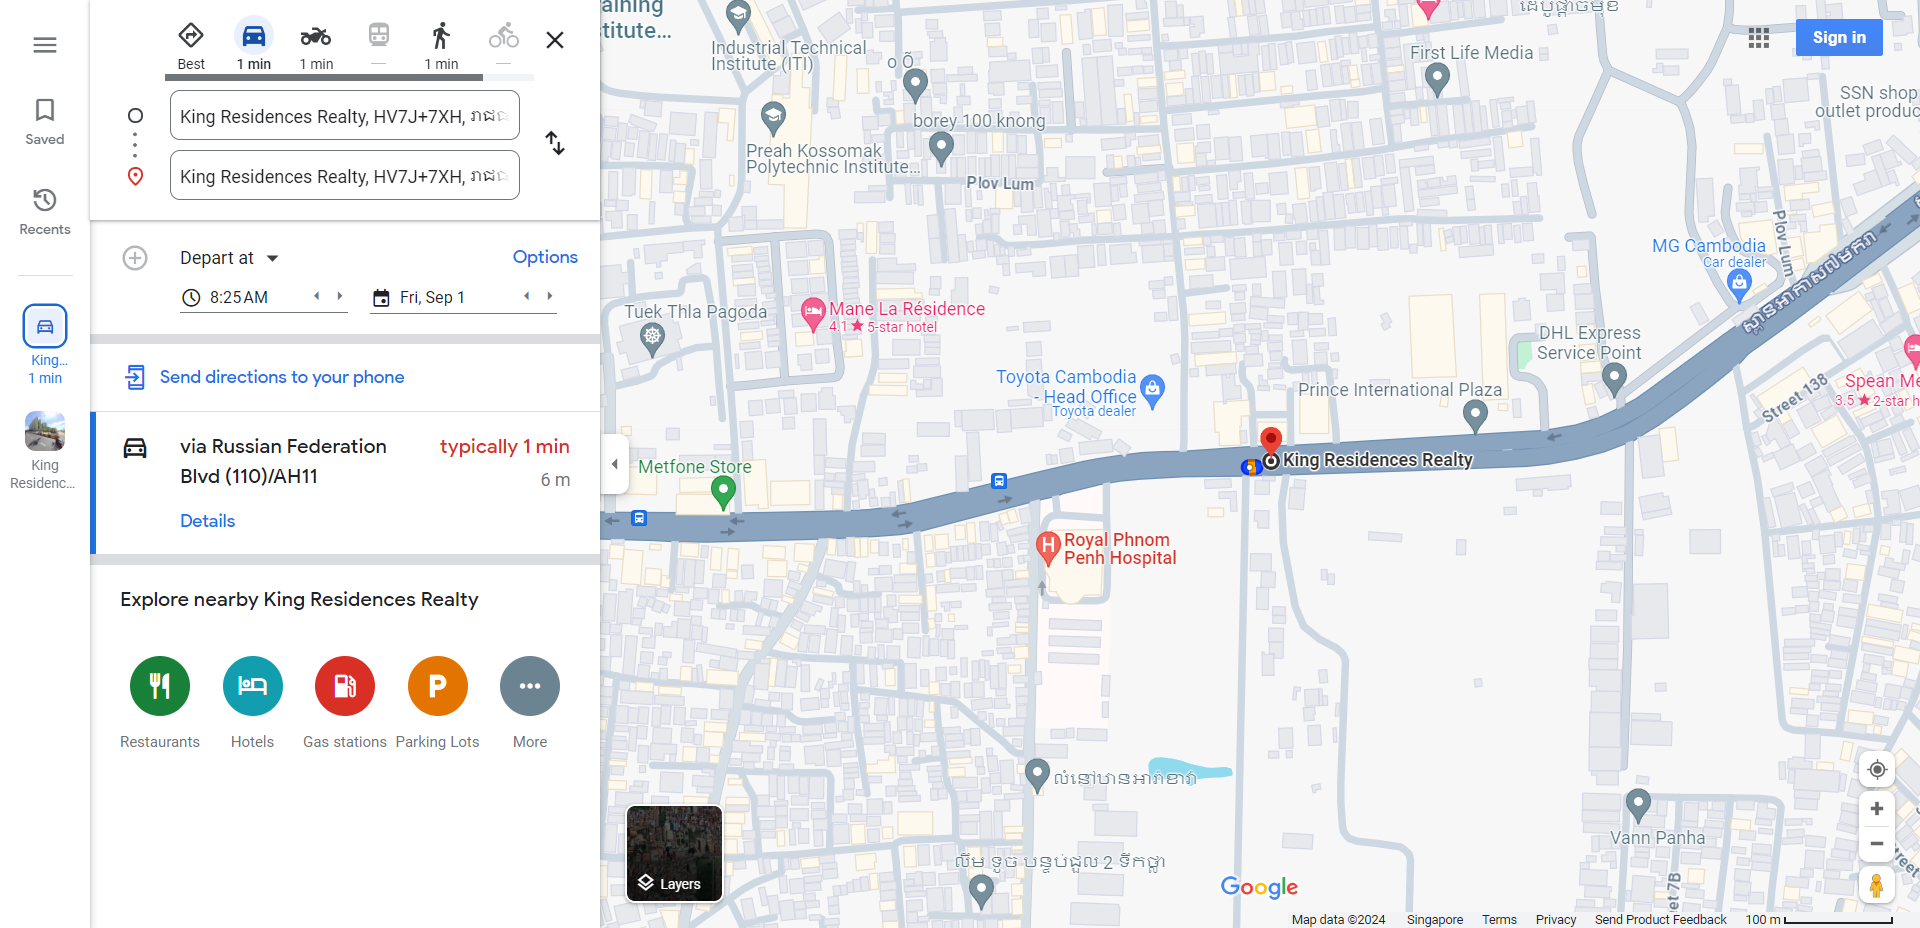 Saved
Recents
King...
1 min
King
Residenc...
Best
1 min
1 min
1 min
King Residences Realty, HV7J+7XH, រាជធ
King Residences Realty, HV7J+7XH, រាជធ
Depart at
Options
8:25 AM
Fri, Sep 1
Send directions to your phone
via Russian Federation
Blvd (110)/AH11
typically 1 min
6 m
Details
Explore nearby King Residences Realty
Restaurants
Hotels
Gas stations
P
Parking Lots
More
Sign in
aining
stitute...
Industrial Technical
Institute (ITI)
o Õ
borey 100 knong
Preah Kossomak
Polytechnic Institute...
Plov Lum
First Life Media
SSN shop
outlet produc
Plov Lum
MG Cambodia
Car dealer
Tuek Thla Pagoda
Mane La Résidence
4.1 ★ 5-star hotel
DHL Express
Service Point
Toyota Cambodia
- Head Office
Toyota dealer
Prince International Plaza
Street 138
Spean Me
3.5 ★ 2-star h
Metfone Store
King Residences Realty
H
Royal Phnom
Penh Hospital
Vann Panha
Layers
Google
Map data ©2024
Singapore
Terms
Privacy
Send Product Feedback
100 m